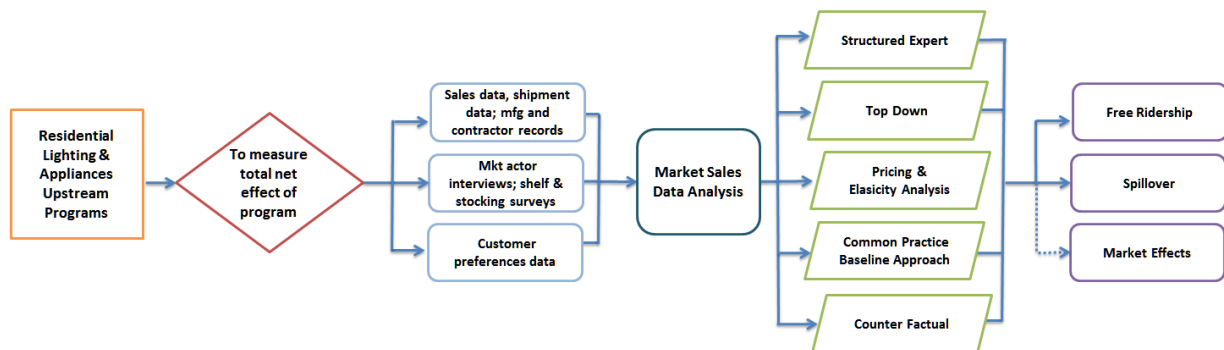 Residential
Lighting &
Appliances
Upstream
Programs
To measure
total net
effect of
program
Sales data, shipment
data; mfg and
contractor records
Mkt actor
interviews; shelf &
stocking surveys
Customer
preferences data
Market Sales
Data Analysis
Structured Expert
Top Down
Pricing &
Elasicity Analysis
Common Practice
Baseline Approach
Counter Factual
Free Ridership
Spillover
Market Effects